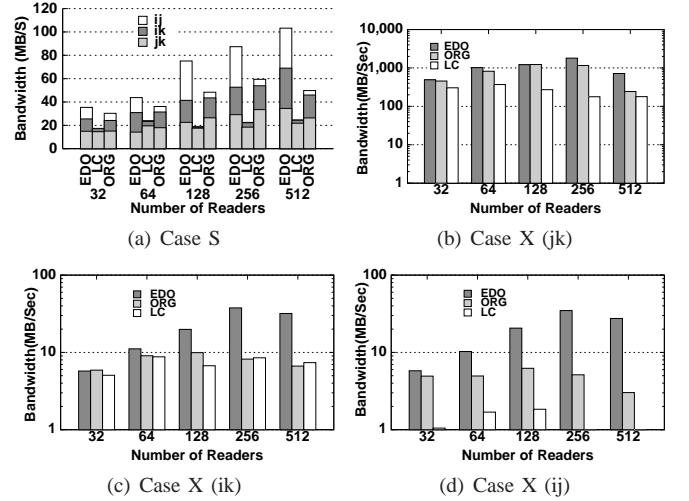 120
100
80
60
40
20
0
Bandwidth (MB/S)
ij
ik
jk
EDO LC ORG EDO LC ORG EDO LC ORG EDO LC ORG EDO LC ORG
32 64 128 256 512
Number of Readers
(a) Case S
10,000
1,000
100
10
1
Bandwidth(MB/Sec)
EDO
ORG
LC
32 64 128 256 512
Number of Readers
(b) Case X (jk)
100
10
1
Bandwidth(MB/Sec)
EDO
ORG
LC
32 64 128 256 512
Number of Readers
(c) Case X (ik)
100
10
1
Bandwidth(MB/Sec)
EDO
ORG
LC
32 64 128 256 512
Number of Readers
(d) Case X (ij)